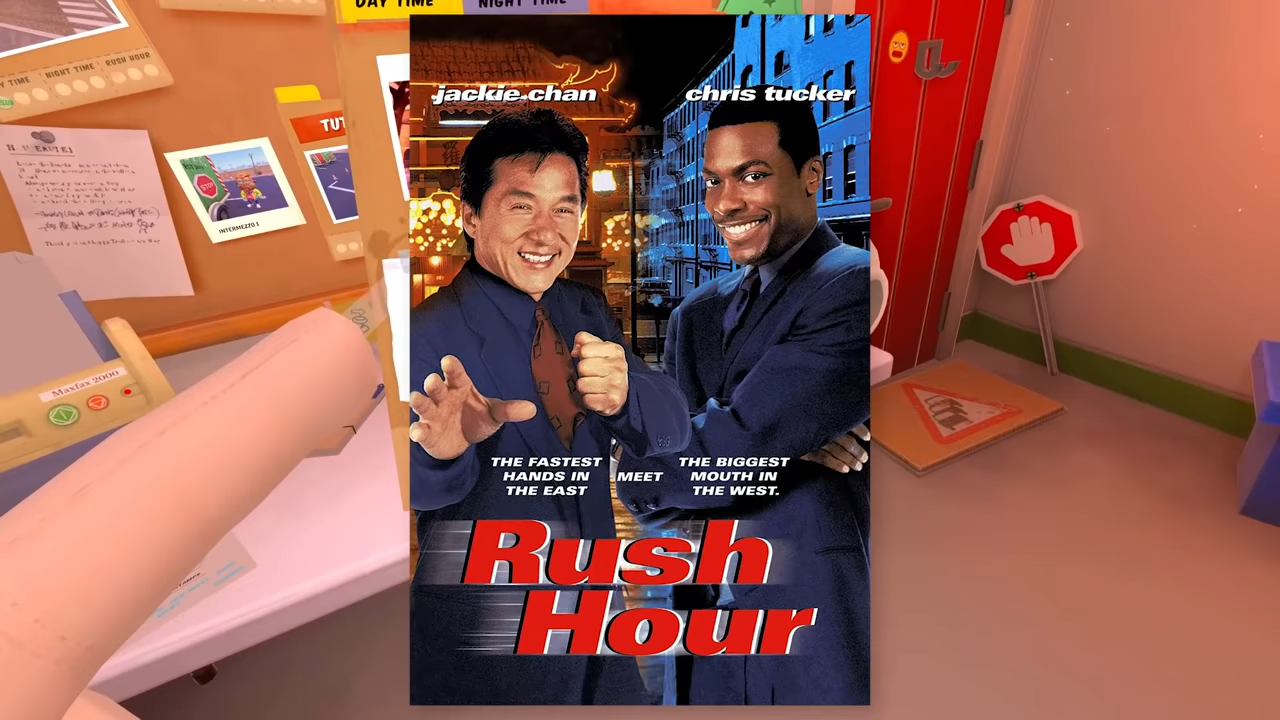 DAY TIME
NIGHT TIME
Y TIME
NIGHT TIME
RUSH HOUR
TUT
INTERMEZZO 1
Maxfax 2000
STOP
jackie chan
chris tucker
THE FASTEST
HANDS IN
THE EAST
MEET
THE BIGGEST
MOUTH IN
THE WEST.
Rush
Hour